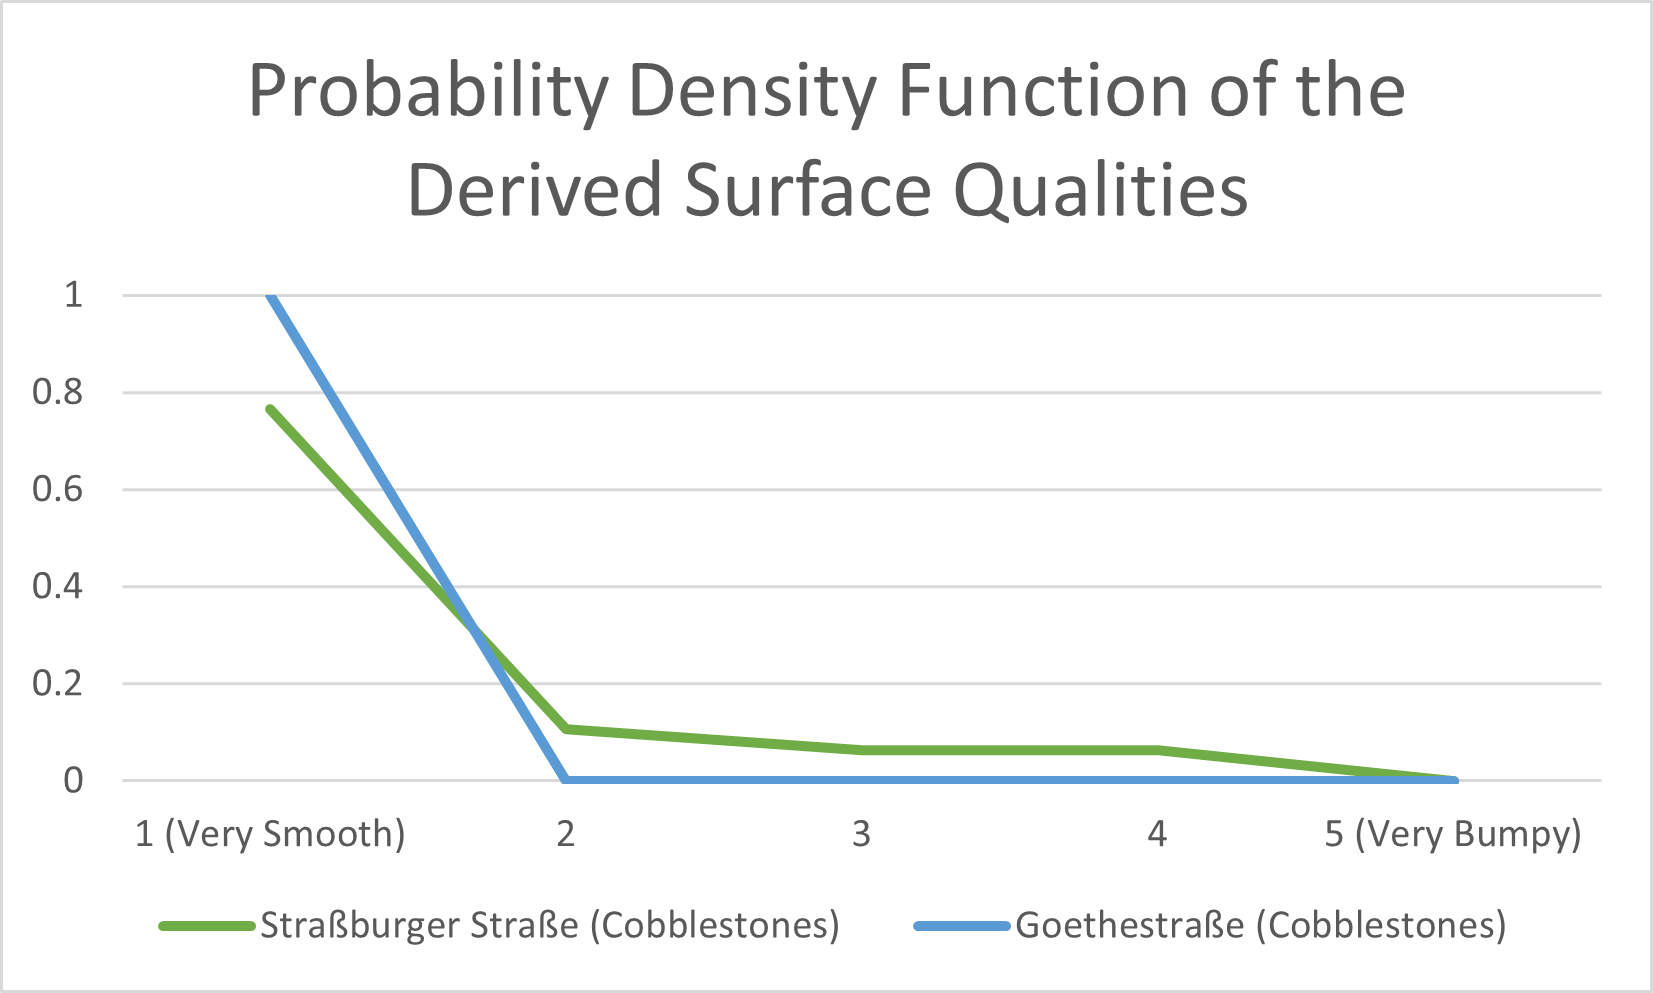 Probability Density Function of the
Derived Surface Qualities
1
0.8
0.6
0.4
0.2
0
1 (Very Smooth) 2 3 4 5 (Very Bumpy)
Straßburger Straße (Cobblestones) Goethestraße (Cobblestones)